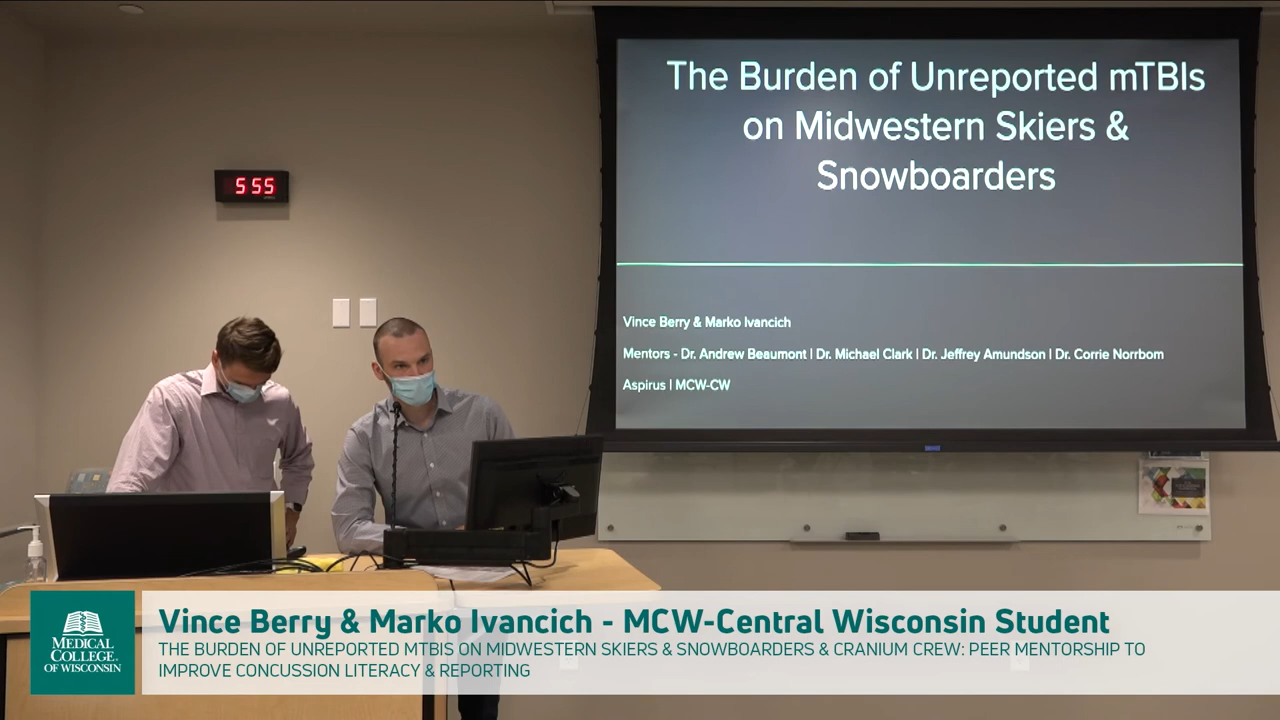 The Burden of Unreported mTBIs
on Midwestern Skiers &
Snowboarders
5 55
Vince Berry & Marko Ivancich
Mentors - Dr. Andrew Beaumont | Dr. Michael Clark | Dr. Jeffrey Amundson | Dr. Corrie Norrbom
Aspirus | MCW-CW
MEDICAL
COLLEGE
OF WISCONSIN
Vince Berry & Marko Ivancich - MCW-Central Wisconsin Student
THE BURDEN OF UNREPORTED MTBIS ON MIDWESTERN SKIERS & SNOWBOARDERS & CRANIUM CREW: PEER MENTORSHIP TO
IMPROVE CONCUSSION LITERACY & REPORTING